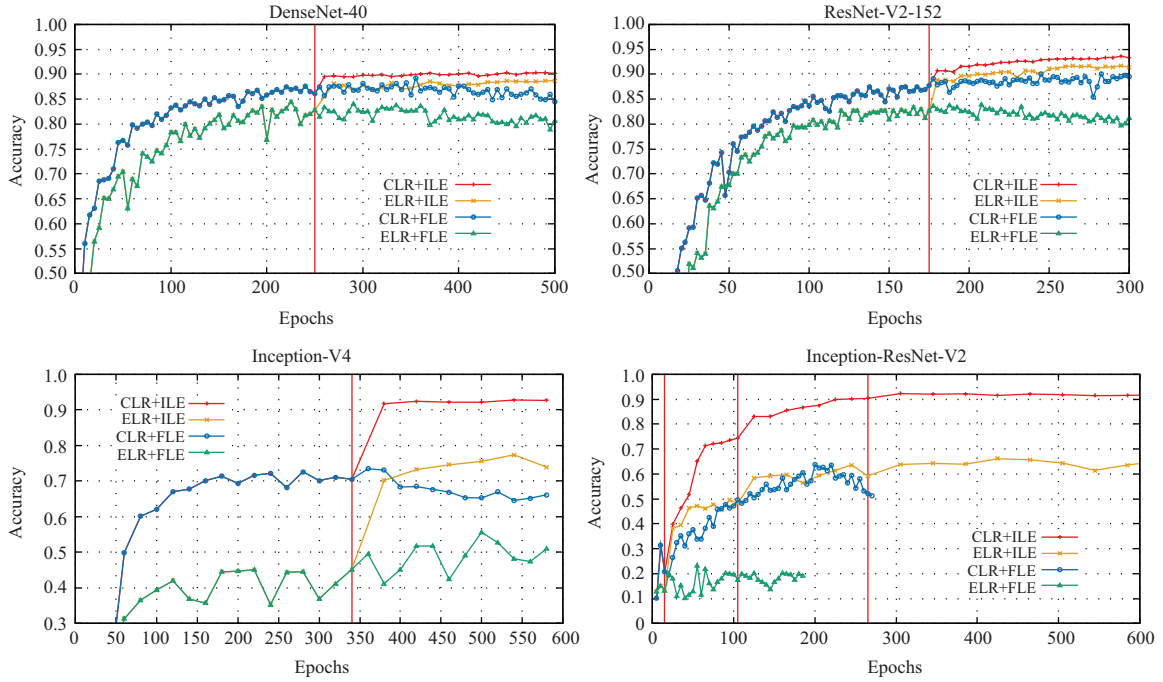 DenseNet-40
1.00
0.95
0.90
0.85
0.80
0.75
0.70
0.65
0.60
0.55
0.50
Accuracy
CLR+ILE
ELR+ILE
CLR+FLE
ELR+FLE
0 100 200 300 400 500
Epochs
ResNet-V2-152
1.00
0.95
0.90
0.85
0.80
0.75
0.70
0.65
0.60
0.55
0.50
Accuracy
CLR+ILE
ELR+ILE
CLR+FLE
ELR+FLE
0 50 100 150 200 250 300
Epochs
Inception-V4
1.0
0.9
0.8
0.7
0.6
0.5
0.4
0.3
Accuracy
CLR+ILE
ELR+ILE
CLR+FLE
ELR+FLE
0 50 100 150 200 250 300 350 400 450 500 550 600
Epochs
Inception-ResNet-V2
1.0
0.9
0.8
0.7
0.6
0.5
0.4
0.3
0.2
0.1
0
Accuracy
CLR+ILE
ELR+ILE
CLR+FLE
ELR+FLE
0 100 200 300 400 500 600
Epochs